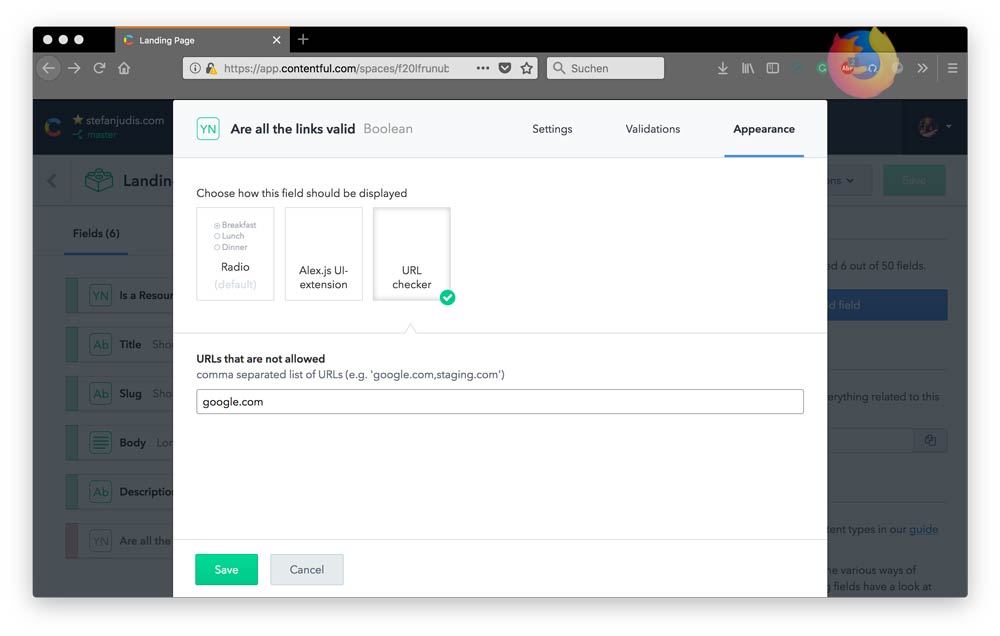 Landing Page
https://app.contentful.com/spaces/f20lfrunub
Suchen
stefanjudis.com
master
YN Are all the links valid Boolean
Settings
Validations
Appearance
Landin
Save
Fields (6)
Choose how this field should be displayed
Breakfast
Lunch
Dinner
Radio
(default)
Alex.js UI-
extension
URL
checker
ed 6 out of 50 fields.
YN Is a Resour
d field
Ab Title Sho
Ab Slug Sho
Body Lor
Ab Description
YN Are all the
URLs that are not allowed
comma separated list of URLs (e.g. 'google.com,staging.com')
google.com
erything related to this
tent types in our guide
he various ways of
g fields have a look at
Save
Cancel